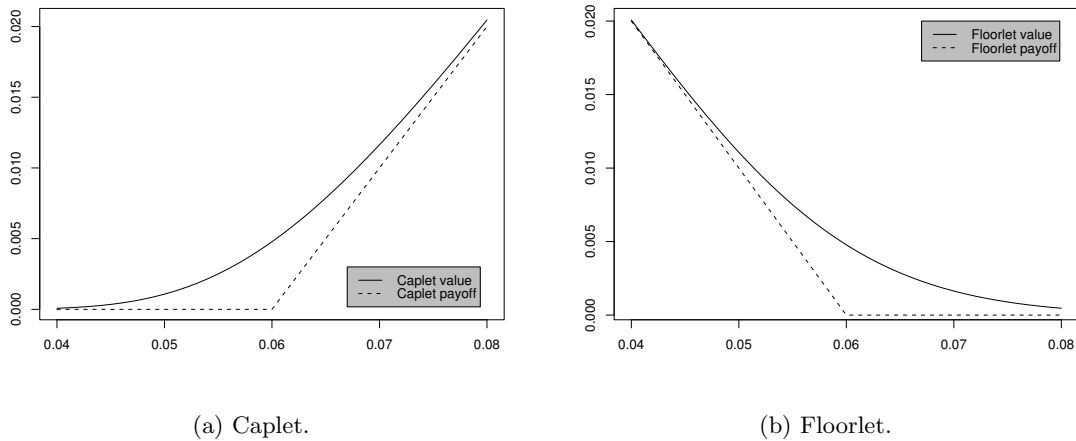 0.020
0.015
0.010
0.005
0.000
0.04 0.05 0.06 0.07 0.08
Caplet value
Caplet payoff
(a) Caplet.
0.020
0.015
0.010
0.005
0.000
0.04 0.05 0.06 0.07 0.08
Floorlet value
Floorlet payoff
(b) Floorlet.